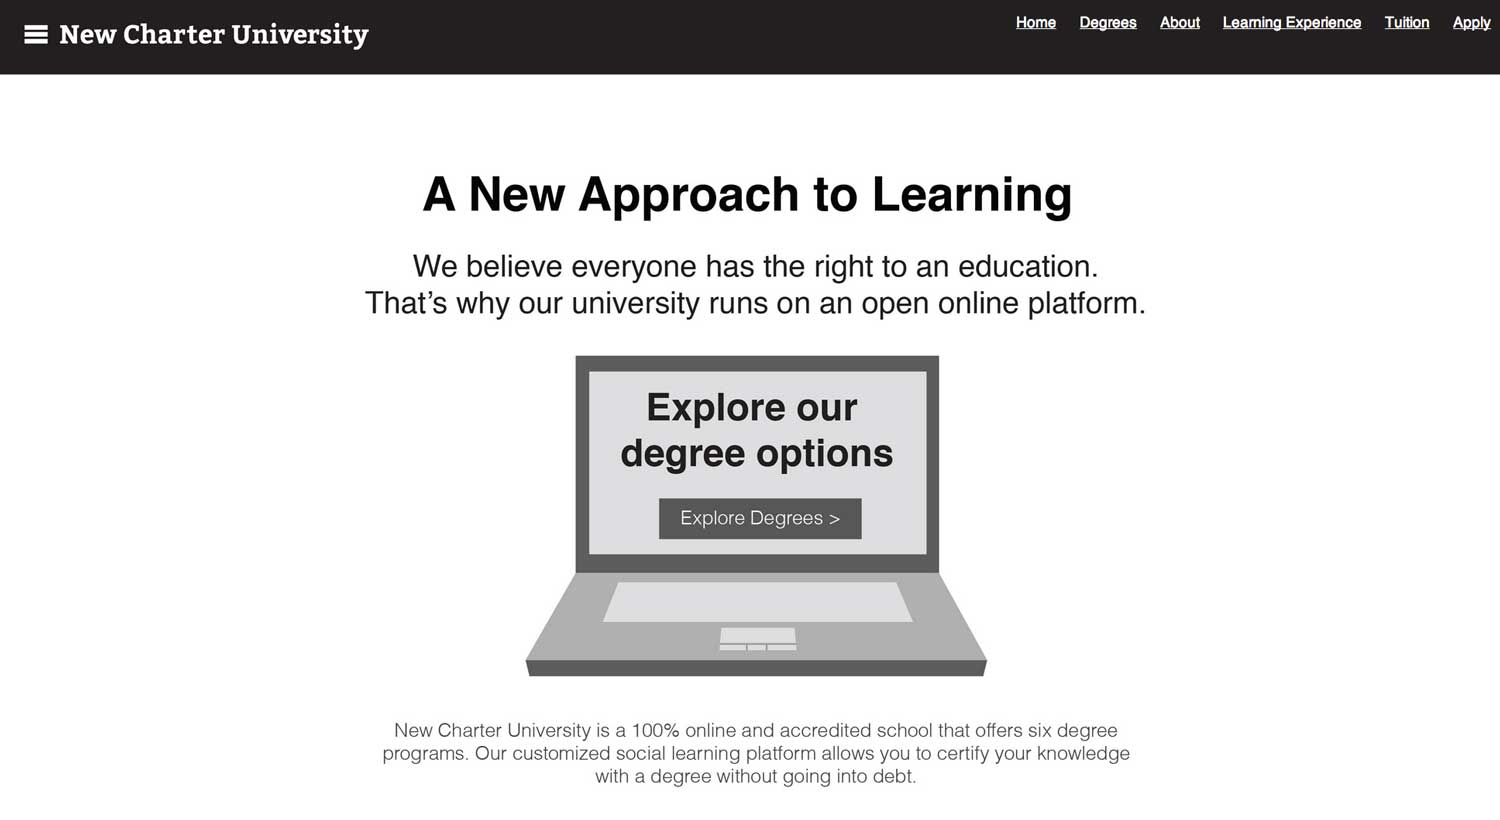 New Charter University
Home Degrees About Learning Experience Tuition Apply
A New Approach to Learning
We believe everyone has the right to an education.
That’s why our university runs on an open online platform.
Explore our
degree options
Explore Degrees >
New Charter University is a 100% online and accredited school that offers six degree
programs. Our customized social learning platform allows you to certify your knowledge
with a degree without going into debt.